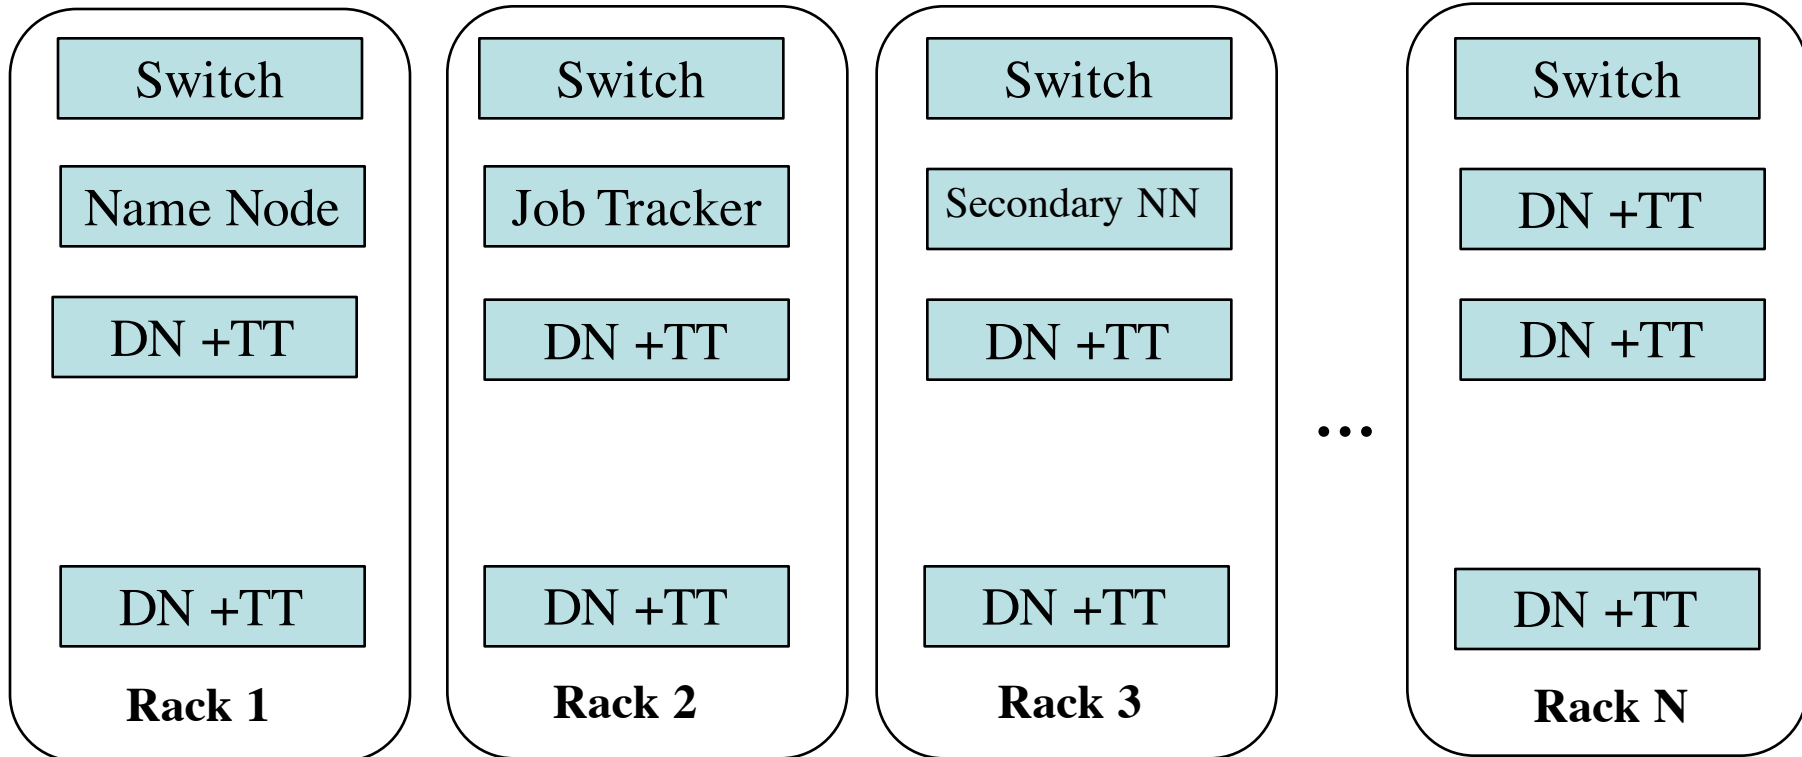 Switch
Name Node
DN +TT
DN +TT
Rack 1
Switch
Job Tracker
DN +TT
DN +TT
Rack 2
Switch
Secondary NN
DN +TT
DN +TT
Rack 3
...
Switch
DN +TT
DN +TT
DN +TT
Rack N